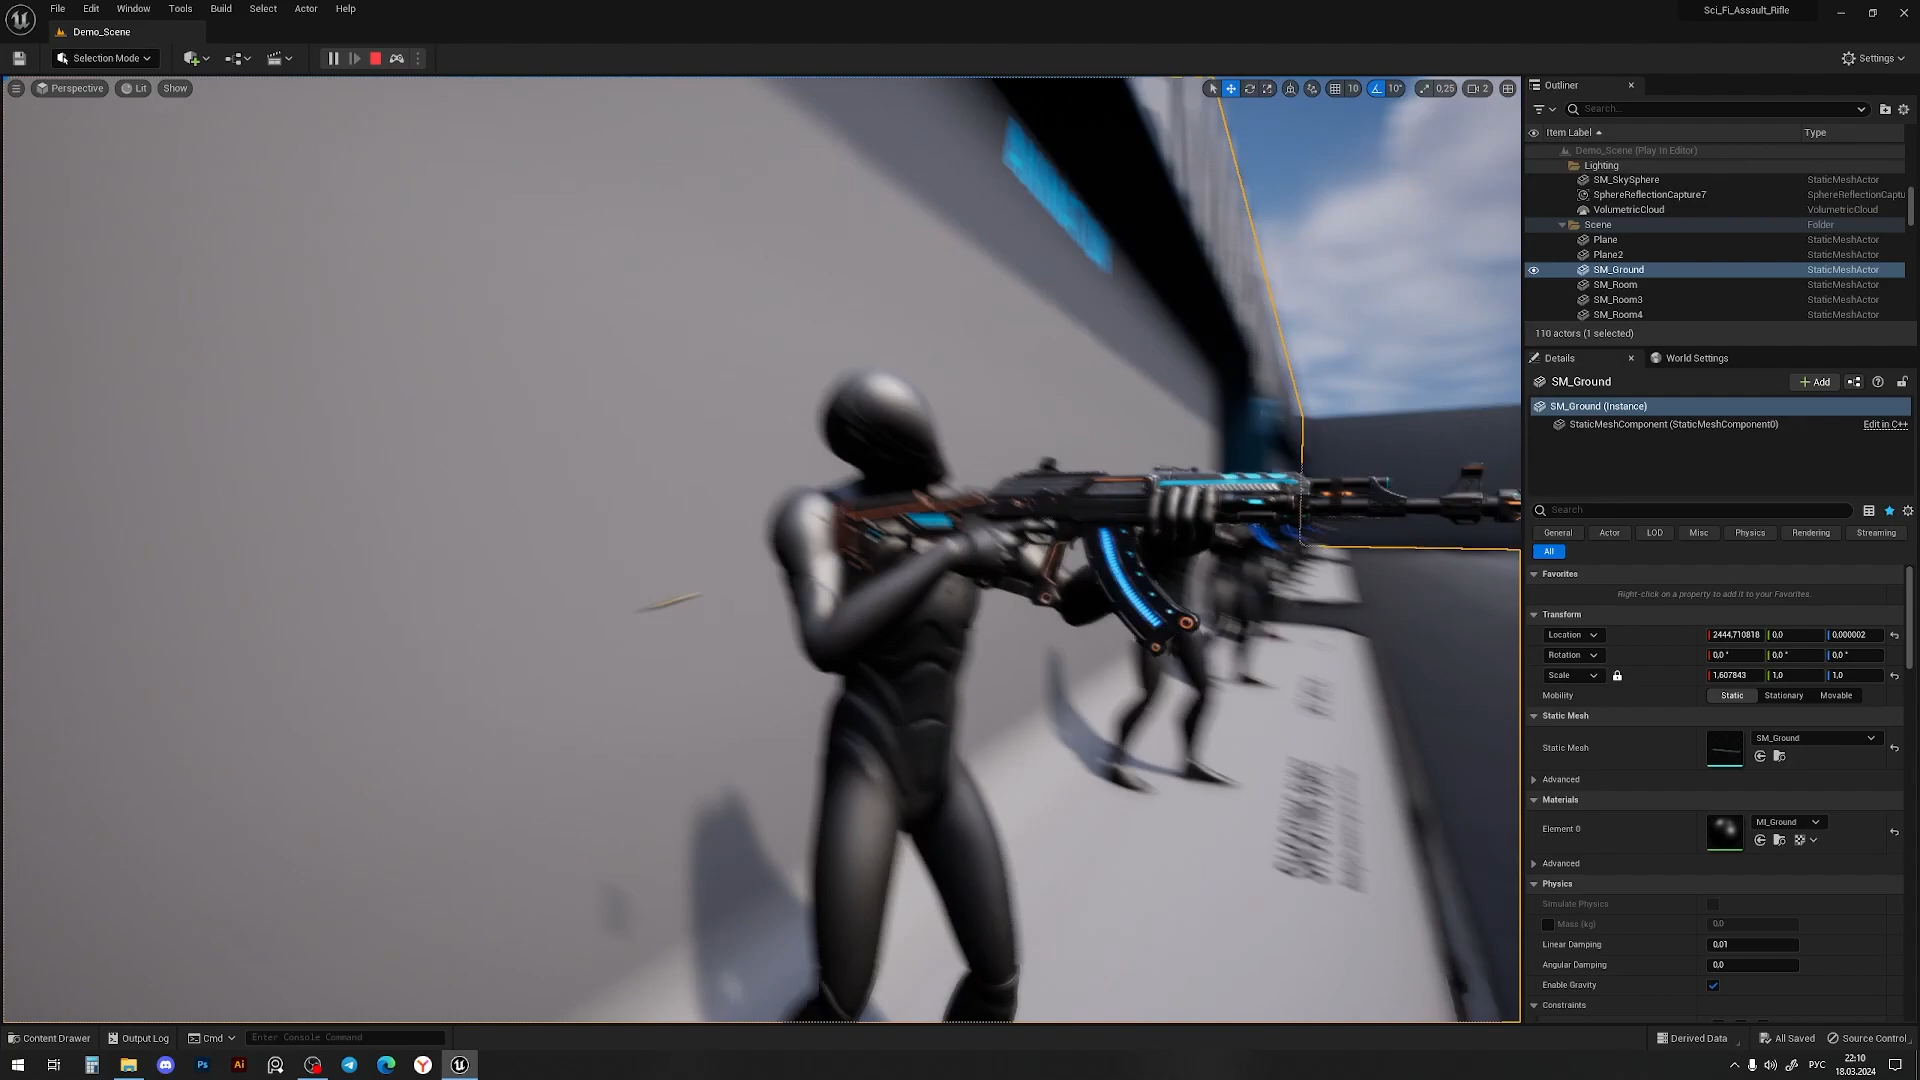 File Edit Window Tools Build Select Actor Help
Sci_Fi_Assault_Rifle
Demo_Scene
Selection Mode
Settings
Perspective Lit Show
10 10° 0,25 2
Outliner
Search...
Item Label Type
Demo_Scene (Play In Editor)
Lighting
SM_SkySphere StaticMeshActor
SphereReflectionCapture7 SphereReflectionCaptu
VolumetricCloud VolumetricCloud
Scene Folder
Plane StaticMeshActor
Plane2 StaticMeshActor
SM_Ground StaticMeshActor
SM_Room StaticMeshActor
SM_Room3 StaticMeshActor
SM_Room4 StaticMeshActor
110 actors (1 selected)
Details World Settings
SM_Ground Add
SM_Ground (Instance)
StaticMeshComponent (StaticMeshComponent0) Edit in C++
Search
General Actor LOD Misc Physics Rendering Streaming
All
Favorites
Right-click on a property to add it to your Favorites.
Transform
Location 2444,710818 0,0 0,000002
Rotation 0,0 ° 0,0 ° 0,0 °
Scale 1,607843 1,0 1,0
Mobility Static Stationary Movable
Static Mesh
Static Mesh SM_Ground
Advanced
Materials
Element 0 MI_Ground
Advanced
Physics
Simulate Physics
Mass (kg) 0,0
Linear Damping 0,01
Angular Damping 0,0
Enable Gravity
Constraints
Content Drawer Output Log Cmd Enter Console Command Derived Data All Saved Source Control
Ps Ai РУС 22:10
18.03.2024